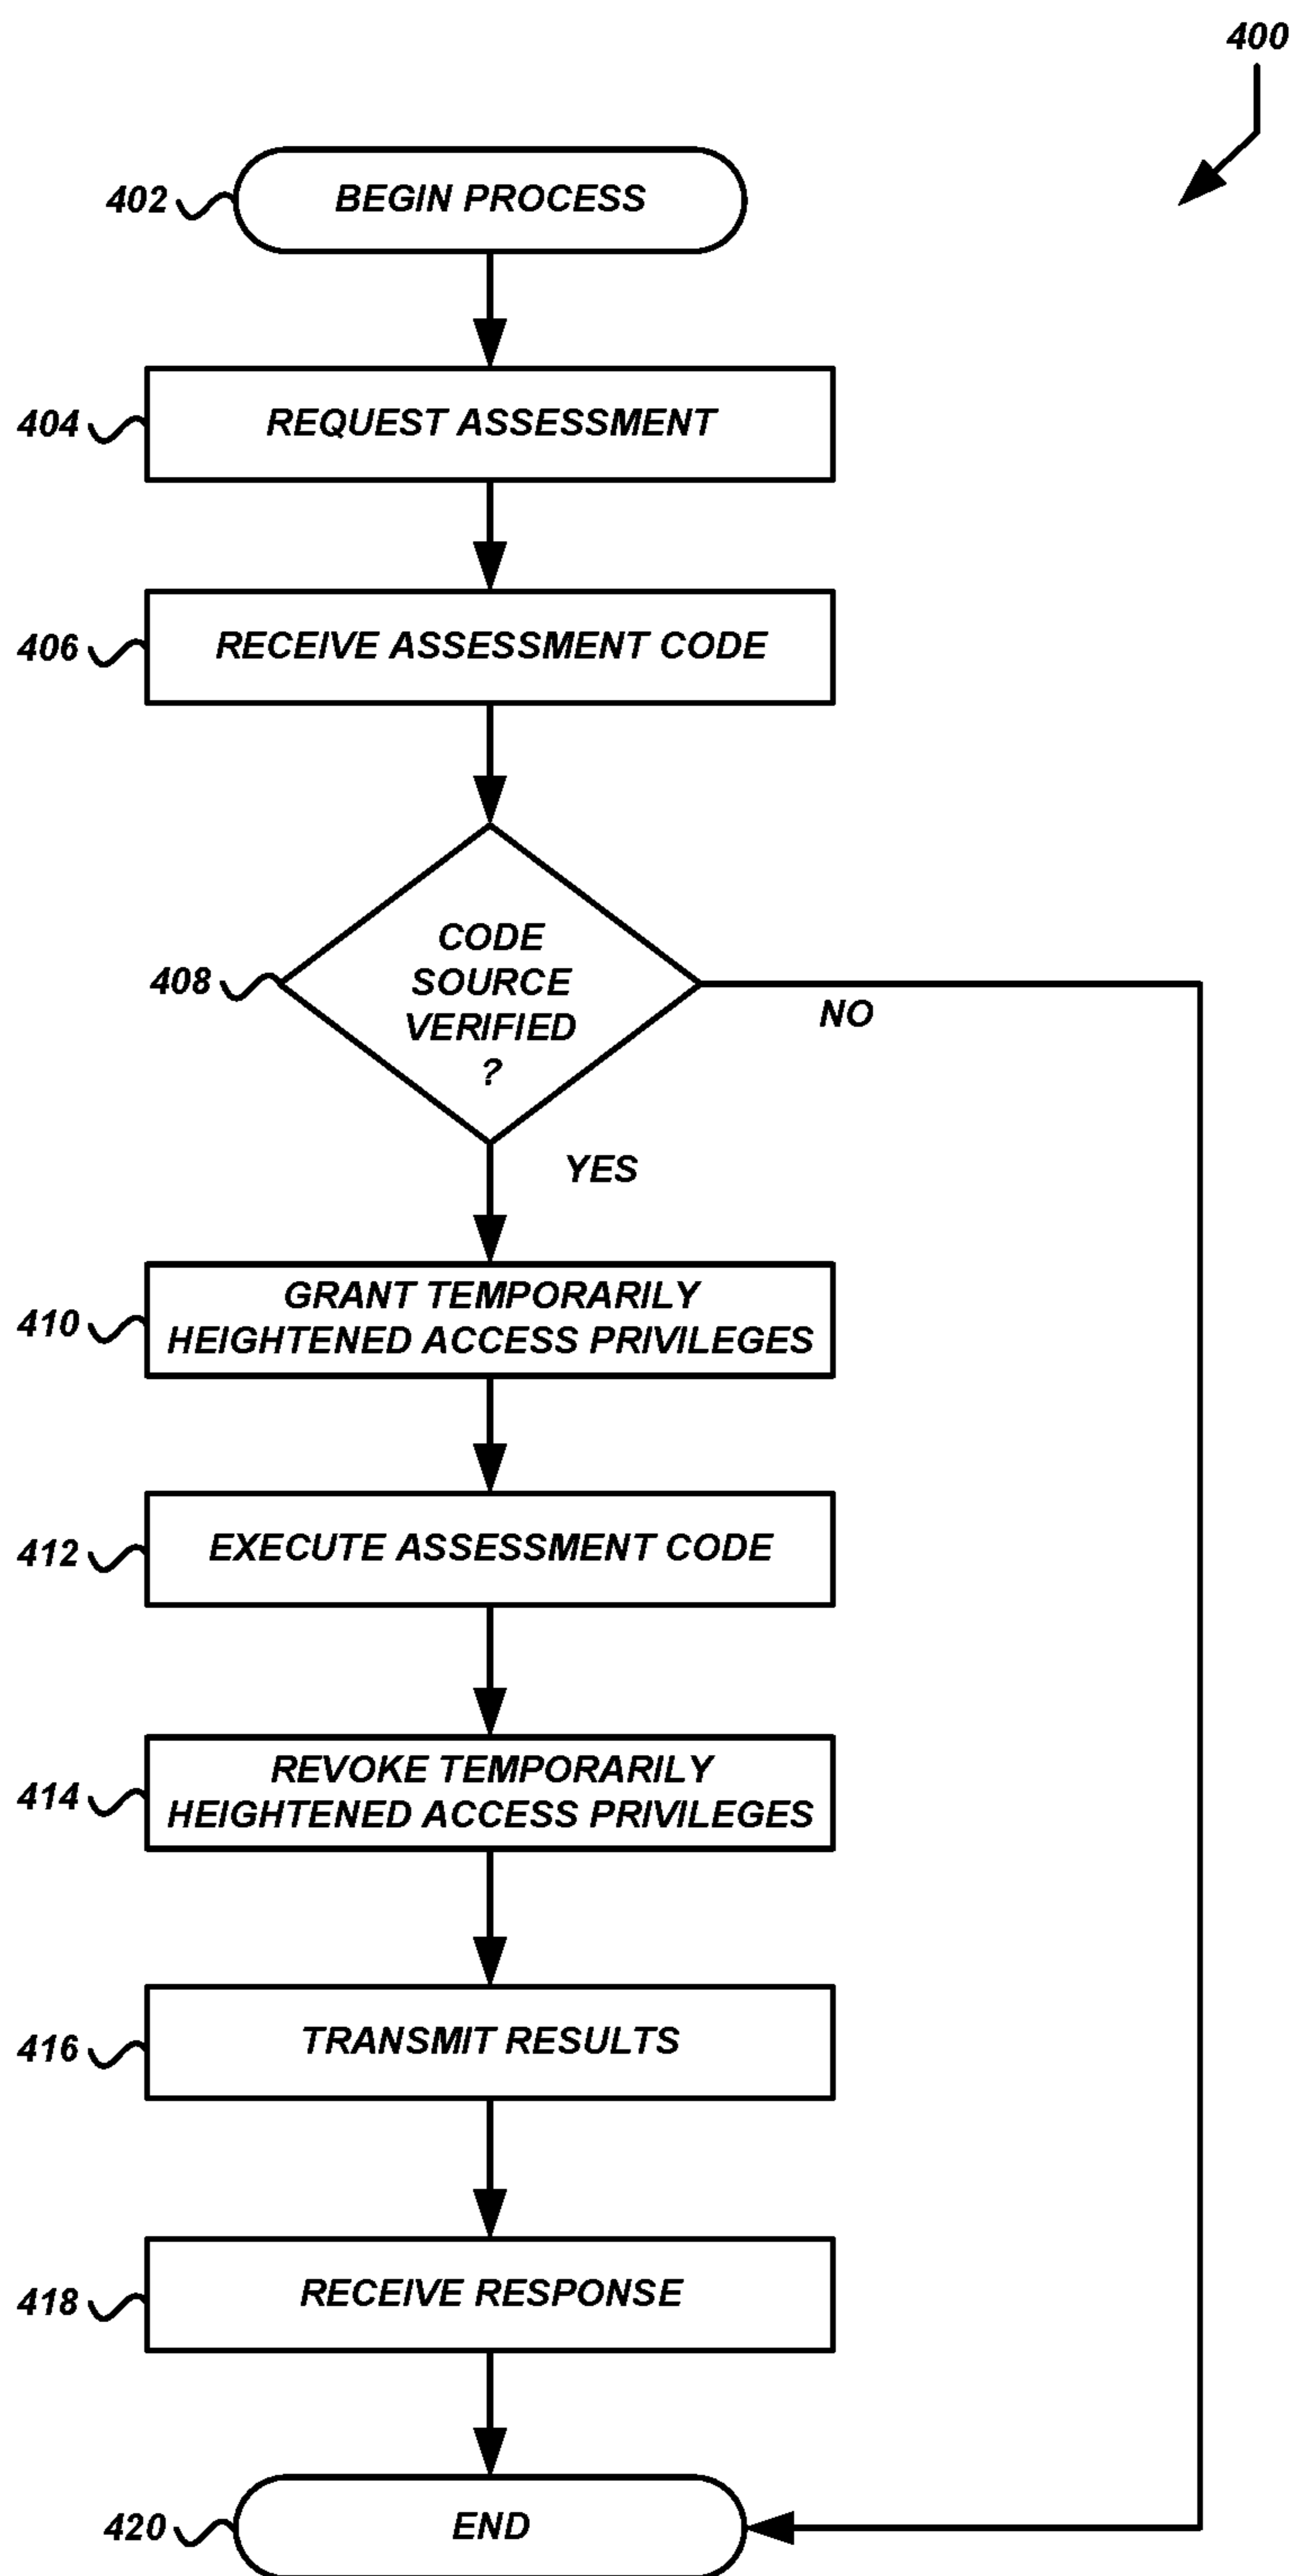 400
402
BEGIN PROCESS
404
REQUEST ASSESSMENT
406
RECEIVE ASSESSMENT CODE
408
CODE
SOURCE
VERIFIED
?
NO
YES
410
GRANT TEMPORARILY
HEIGHTENED ACCESS PRIVILEGES
412
EXECUTE ASSESSMENT CODE
414
REVOKE TEMPORARILY
HEIGHTENED ACCESS PRIVILEGES
416
TRANSMIT RESULTS
418
RECEIVE RESPONSE
420
END